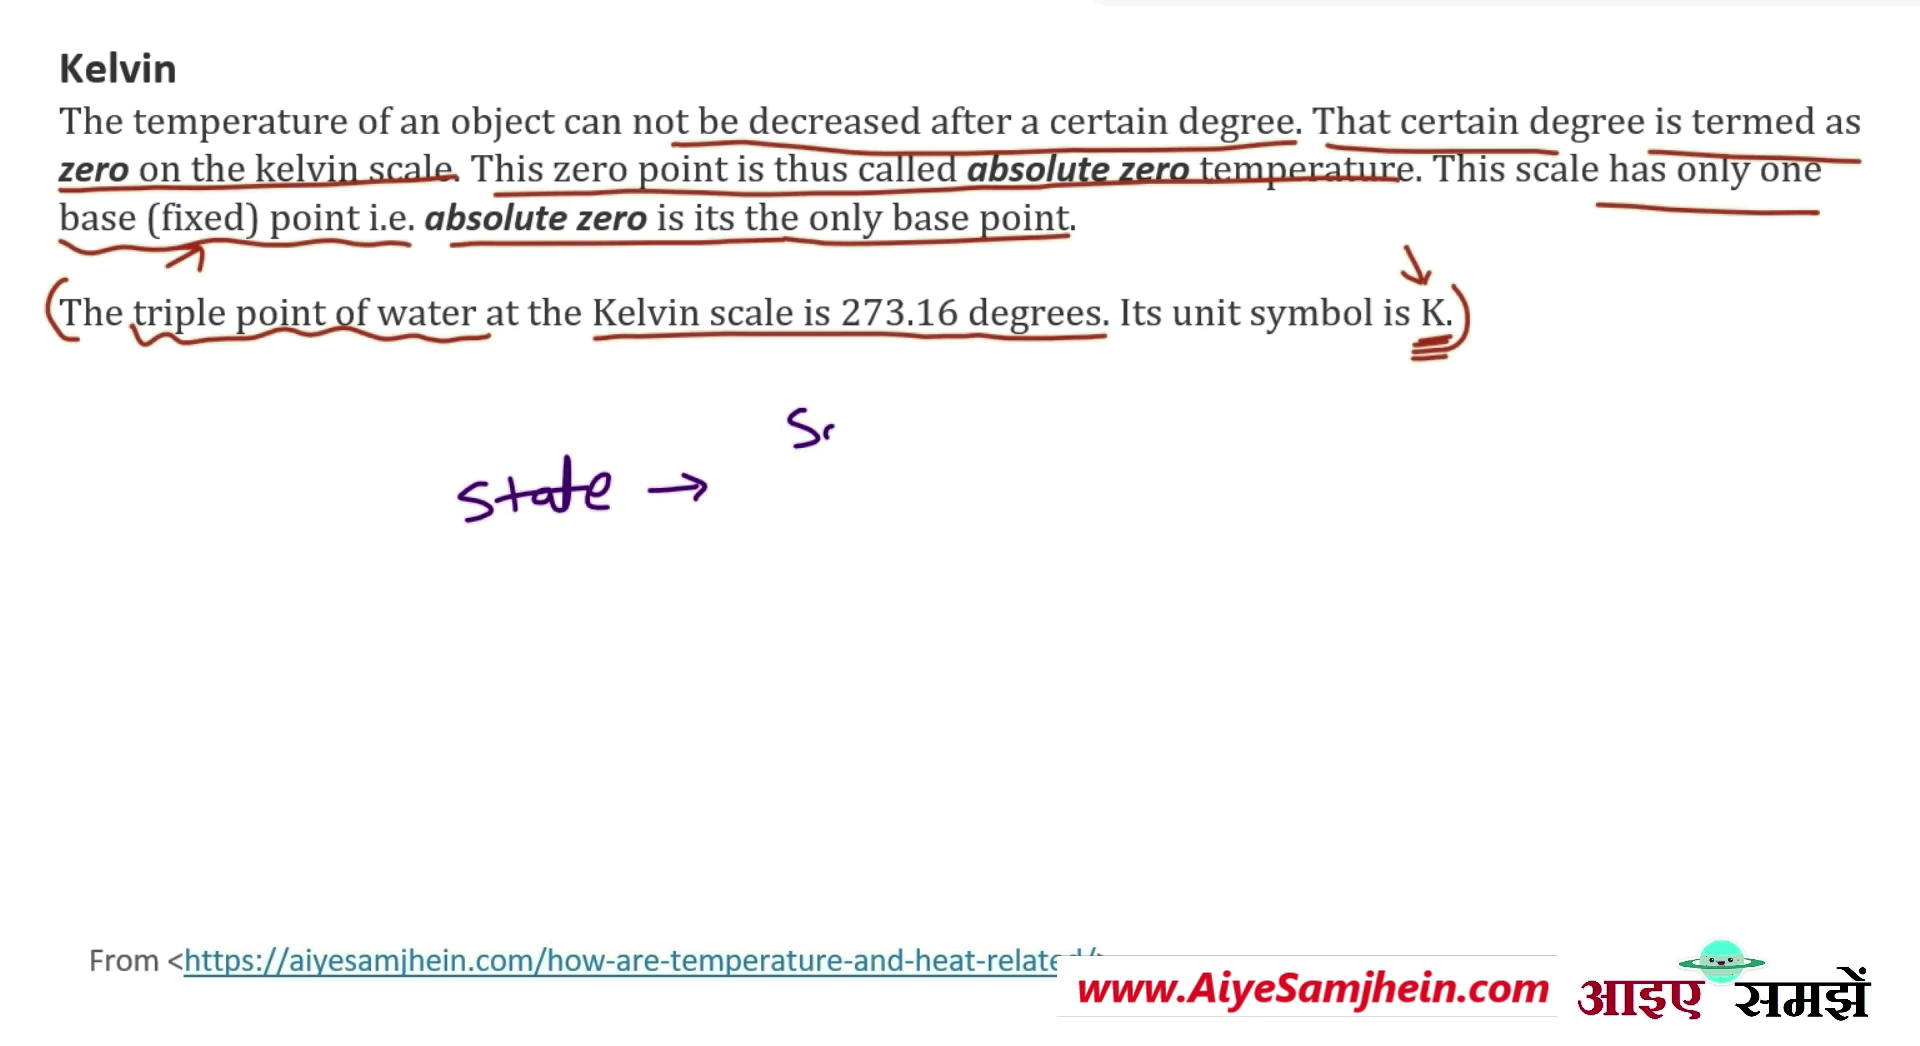 Kelvin
The temperature of an object can not be decreased after a certain degree. That certain degree is termed as
zero on the kelvin scale. This zero point is thus called absolute zero temperature. This scale has only one
base (fixed) point i.e. absolute zero is its the only base point.
The triple point of water at the Kelvin scale is 273.16 degrees. Its unit symbol is K.
So
State →
From <https://aiyesamjhein.com/how-are-temperature-and-heat-related/>
www.AiyeSamjhein.com
आइए समझें